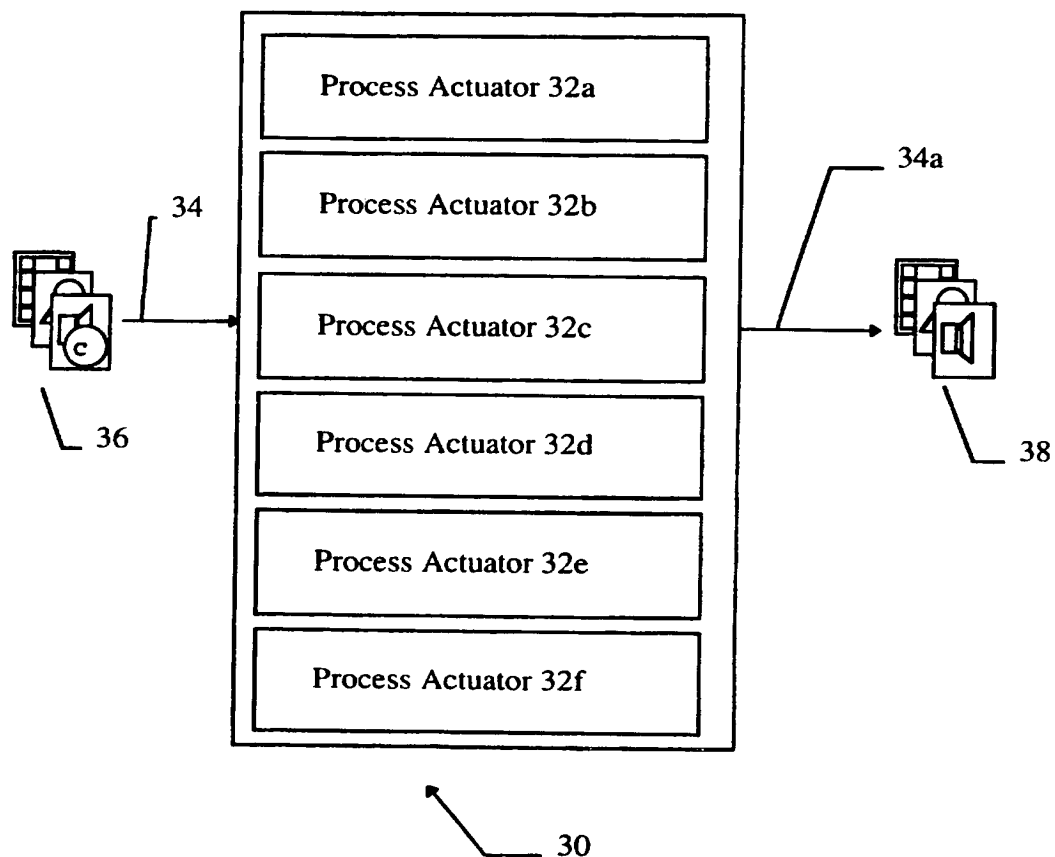 Process Actuator 32a
34a
Process Actuator 32b
34
Process Actuator 32c
C
36
Process Actuator 32d
38
Process Actuator 32e
Process Actuator 32f
30